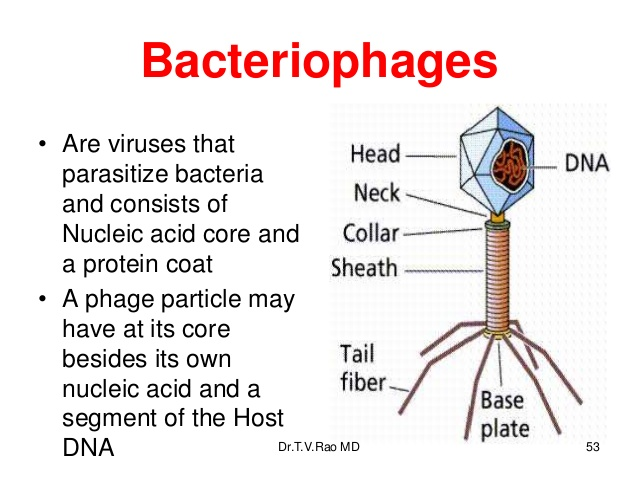 Bacteriophages
• Are viruses that
parasitize bacteria
and consists of
Nucleic acid core and
a protein coat
• A phage particle may
have at its core
besides its own
nucleic acid and a
segment of the Host
DNA
Head
DNA
Neck
Collar
Sheath
Tail
fiber
Base
plate
Dr.T.V.Rao MD
53